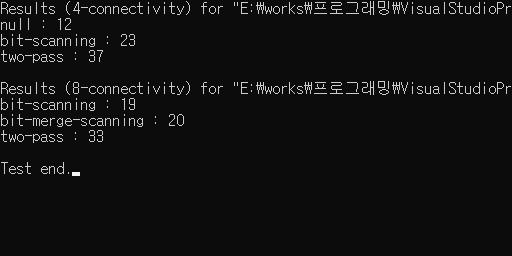 Results (4-connectivity) for "E:₩works₩프로그래밍₩VisualStudioPr
null : 12
bit-scanning : 23
two-pass : 37
Results (8-connectivity) for "E:₩works₩프로그래밍₩VisualStudioPr
bit-scanning : 19
bit-merge-scanning : 20
two-pass : 33
Test end.